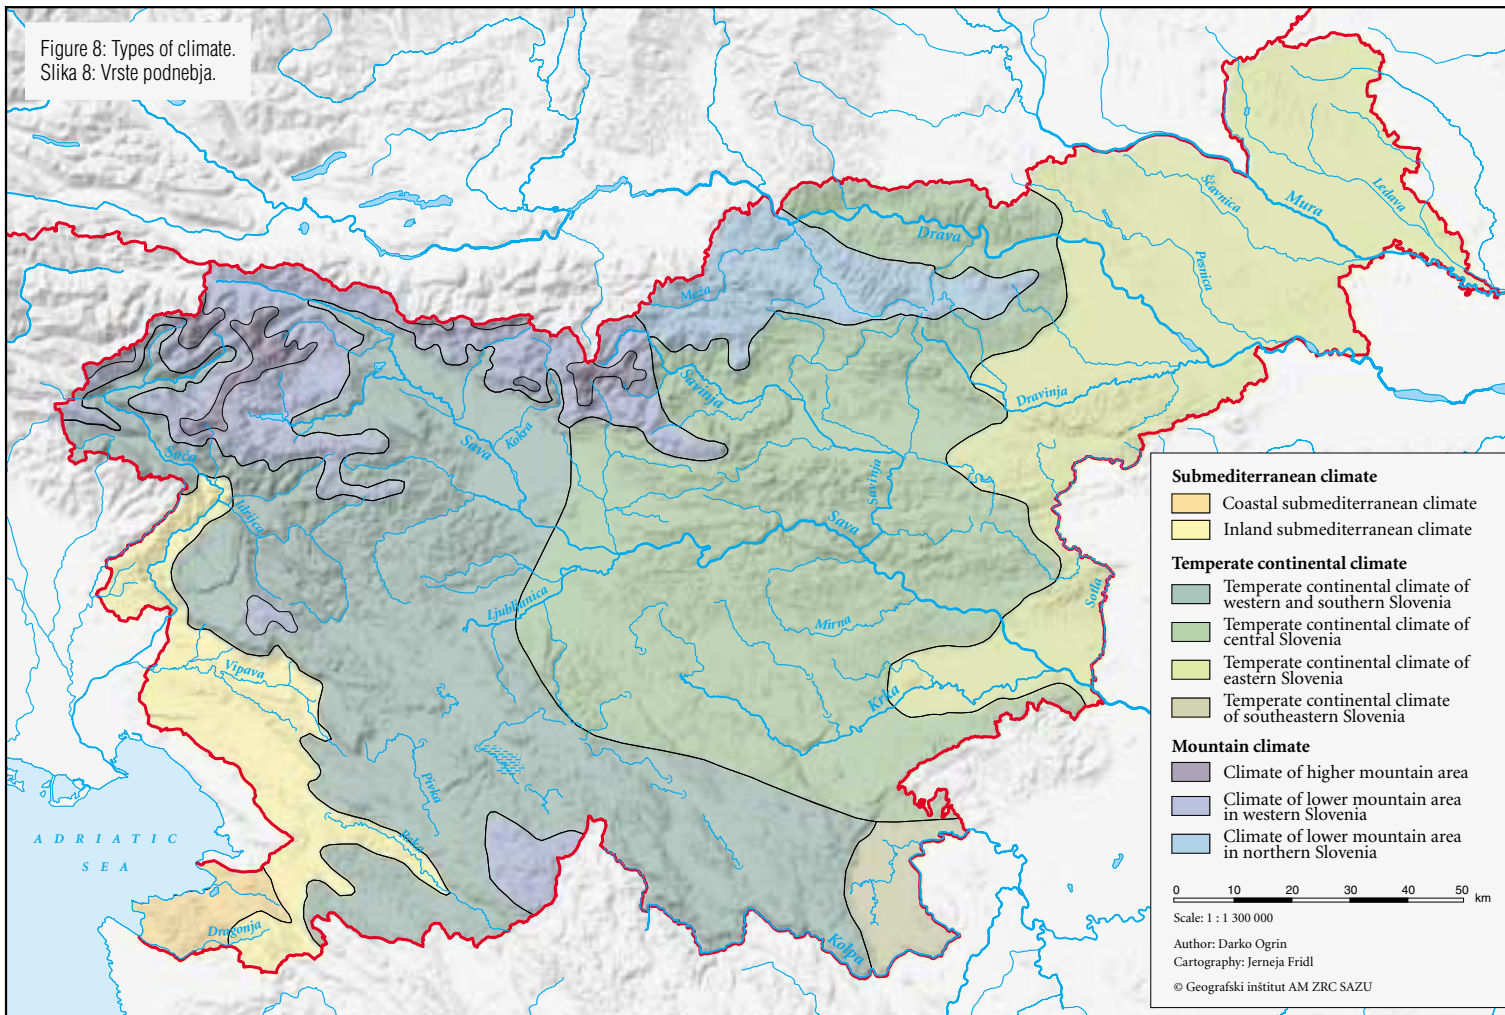 Figure 8: Types of climate.
Slika 8: Vrste podnebja.
Drava
Meža
Ščavnica
Mura
Ledava
Pesnica
Dravinja
Savinja
Savinja
Kokra
Sava
Soča
Idrijca
Sava
Ljubljanica
Mirna
Sotla
Krka
Vipava
Pivka
Reka
Dragonja
Kolpa
ADRIATIC
SEA
Submediterranean climate
Coastal submediterranean climate
Inland submediterranean climate
Temperate continental climate
Temperate continental climate of
western and southern Slovenia
Temperate continental climate of
central Slovenia
Temperate continental climate of
eastern Slovenia
Temperate continental climate
of southeastern Slovenia
Mountain climate
Climate of higher mountain area
Climate of lower mountain area
in western Slovenia
Climate of lower mountain area
in northern Slovenia
0 10 20 30 40 50 km
Scale: 1 : 1 300 000
Author: Darko Ogrin
Cartography: Jerneja Fridl
© Geografski inštitut AM ZRC SAZU